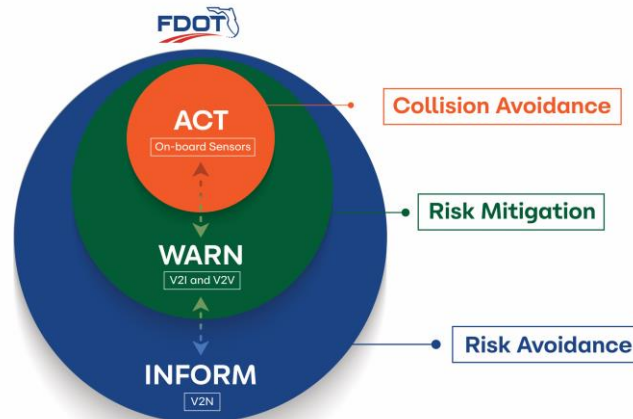 FDOT
ACT
On-board Sensors
Collision Avoidance
WARN
V2I and V2V
Risk Mitigation
INFORM
V2N
Risk Avoidance